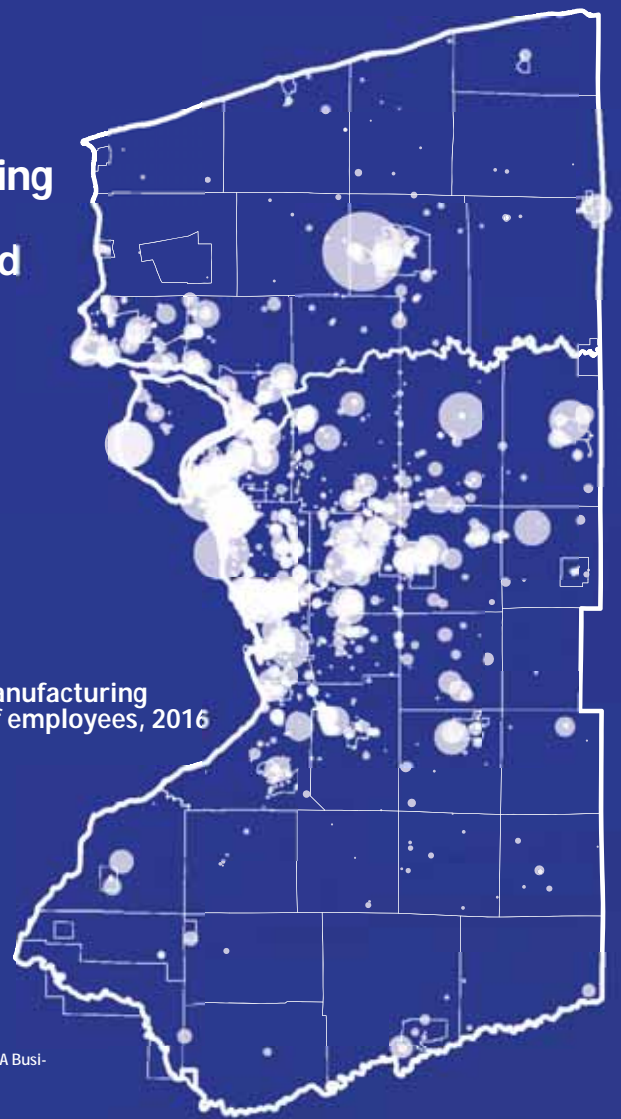 ing
d
anufacturing
f employees, 2016
A Busi-